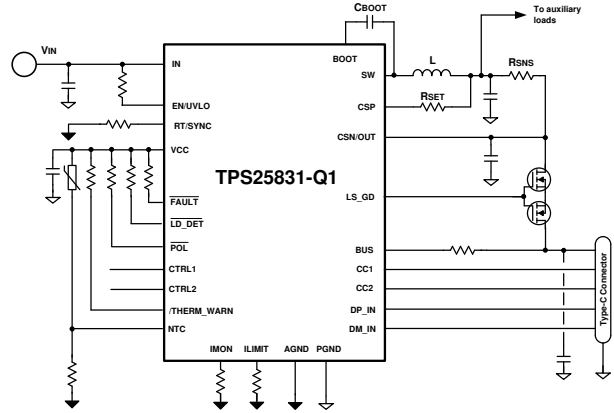 CBOOT
To auxiliary
loads
VIN
BOOT
IN
SW
L
RSNS
EN/UVLO
CSP
RSET
RT/SYNC
CSN/OUT
VCC
TPS25831-Q1
FAULT
LS_GD
LD_DET
POL
BUS
CTRL1
CC1
CTRL2
CC2
/THERM_WARN
DP_IN
NTC
DM_IN
Type-C Connector
IMON
ILIMIT
AGND
PGND